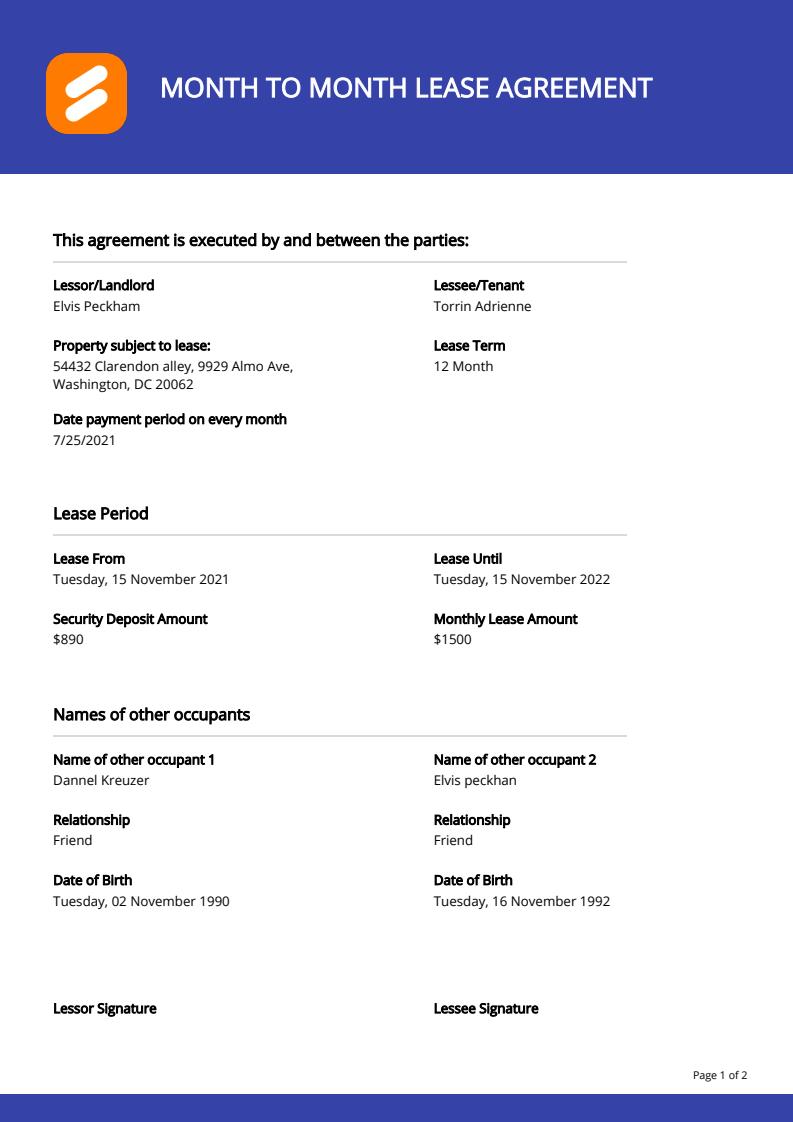 MONTH TO MONTH LEASE AGREEMENT
This agreement is executed by and between the parties:
Lessor/Landlord
Elvis Peckham
Lessee/Tenant
Torrin Adrienne
Property subject to lease:
54432 Clarendon alley, 9929 Almo Ave,
Washington, DC 20062
Lease Term
12 Month
Date payment period on every month
7/25/2021
Lease Period
Lease From
Tuesday, 15 November 2021
Lease Until
Tuesday, 15 November 2022
Security Deposit Amount
$890
Monthly Lease Amount
$1500
Names of other occupants
Name of other occupant 1
Dannel Kreuzer
Name of other occupant 2
Elvis peckhan
Relationship
Friend
Relationship
Friend
Date of Birth
Tuesday, 02 November 1990
Date of Birth
Tuesday, 16 November 1992
Lessor Signature
Lessee Signature
Page 1 of 2